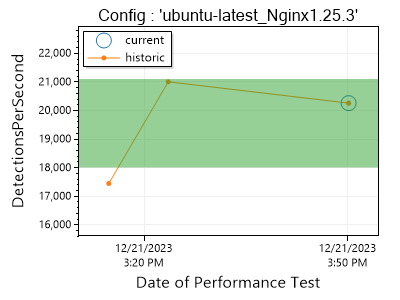 Config : 'ubuntu-latest_Nginx1.25.3'
current
historic
22,000
21,000
20,000
19,000
18,000
17,000
16,000
DetectionsPerSecond
12/21/2023
3:20 PM
12/21/2023
3:50 PM
Date of Performance Test